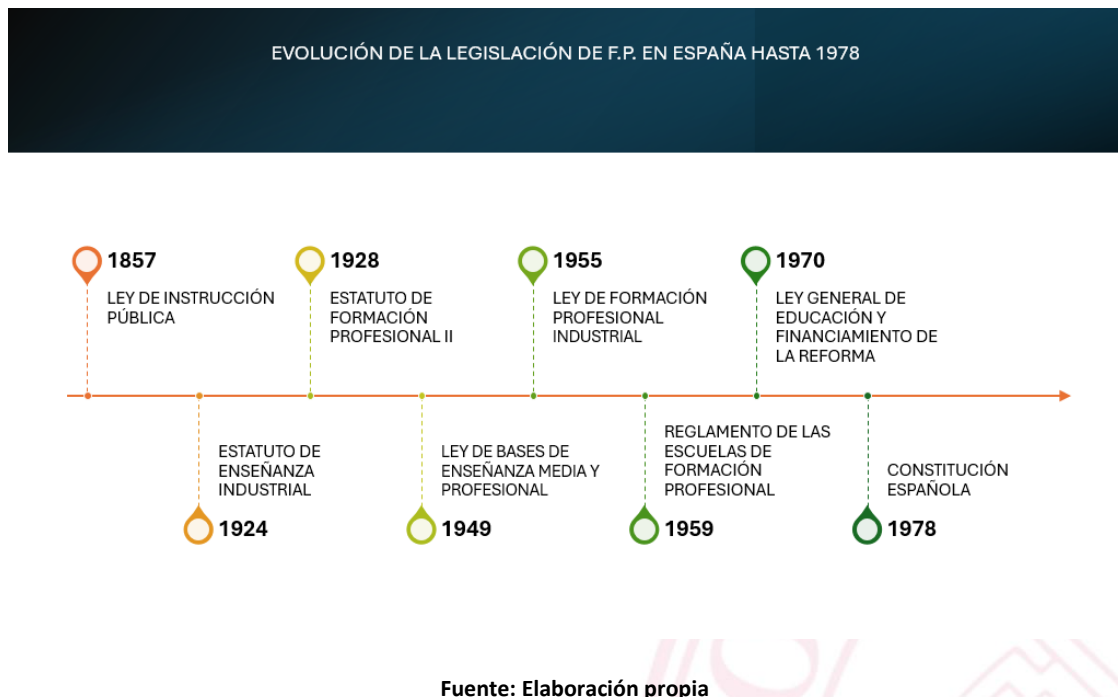 EVOLUCIÓN DE LA LEGISLACIÓN DE F.P. EN ESPAÑA HASTA 1978
1857
LEY DE INSTRUCCIÓN
PÚBLICA
1928
ESTATUTO DE
FORMACIÓN
PROFESIONAL II
1955
LEY DE FORMACIÓN
PROFESIONAL
INDUSTRIAL
1970
LEY GENERAL DE
EDUCACIÓN Y
FINANCIAMIENTO DE
LA REFORMA
ESTATUTO DE
ENSEÑANZA
INDUSTRIAL
1924
LEY DE BASES DE
ENSEÑANZA MEDIA Y
PROFESIONAL
1949
REGLAMENTO DE LAS
ESCUELAS DE
FORMACIÓN
PROFESIONAL
1959
CONSTITUCIÓN
ESPAÑOLA
1978
Fuente: Elaboración propia